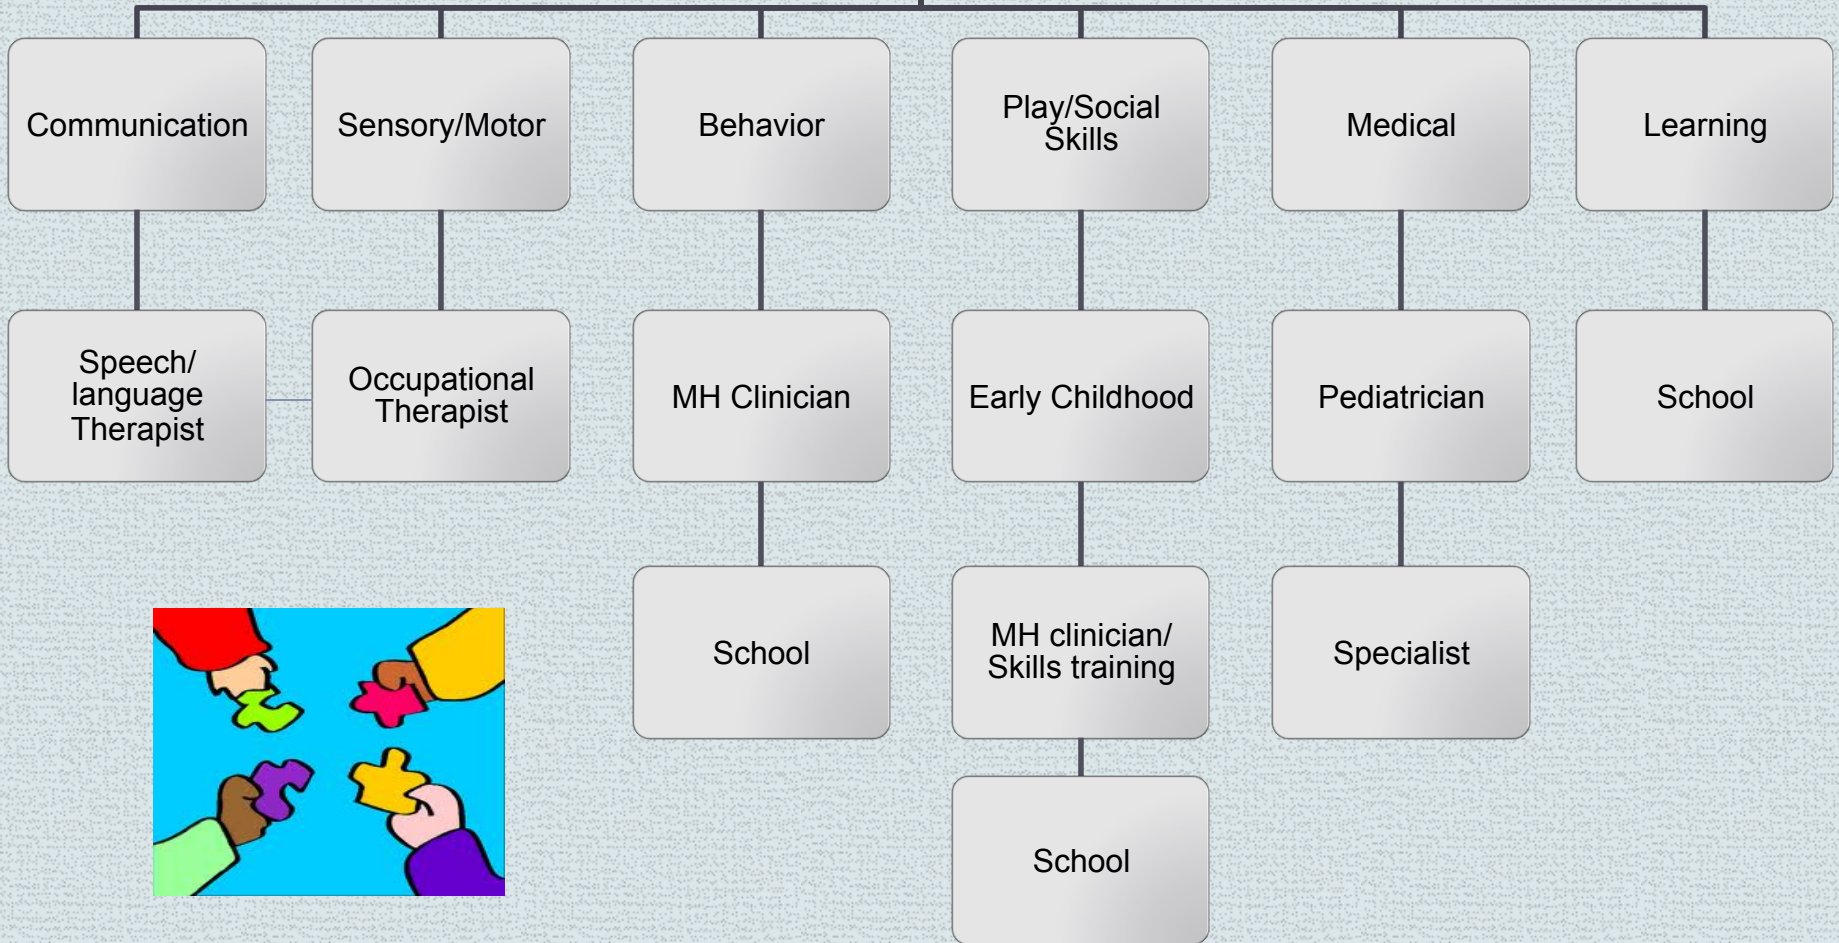 Communication
Sensory/Motor
Behavior
Play/Social
Skills
Medical
Learning
Speech/
language
Therapist
Occupational
Therapist
MH Clinician
Early Childhood
Pediatrician
School
School
MH clinician/
Skills training
Specialist
School